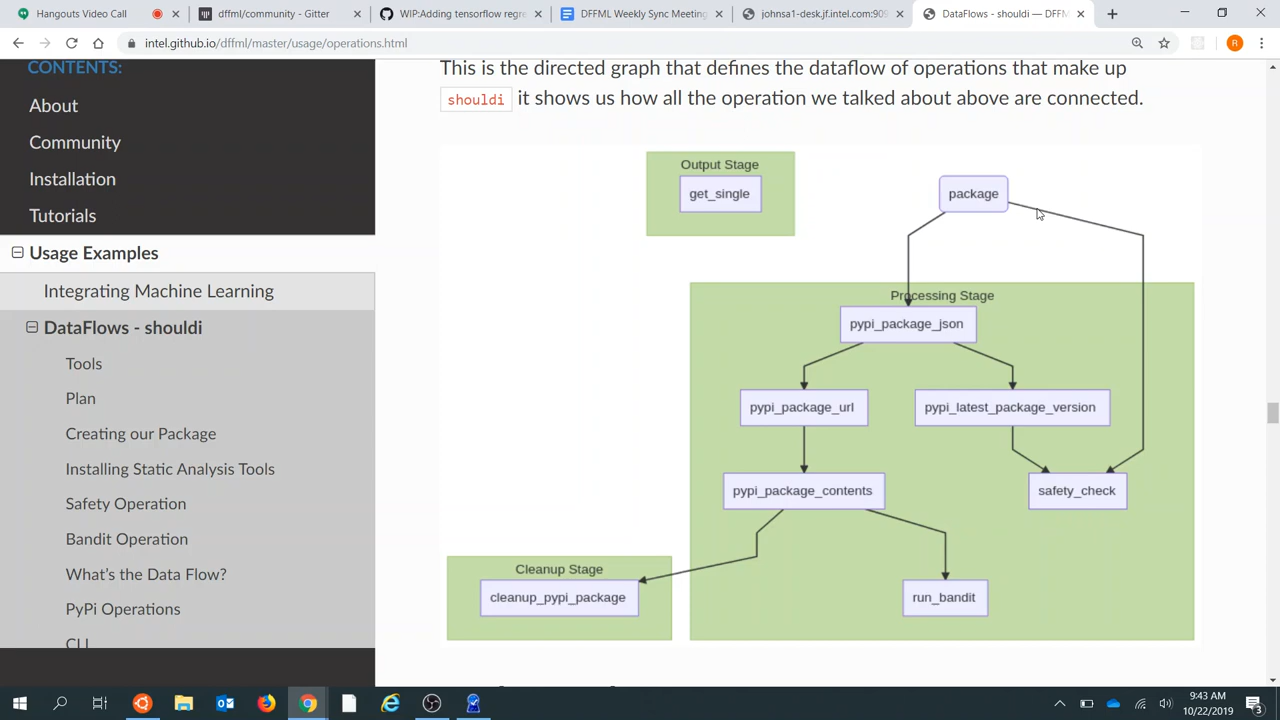 Hangouts Video Call
dffml/community - Gitter
WIP:Adding tensorflow regre
DFFML Weekly Sync Meeting
johnsa1-desk.jf.intel.com:909
DataFlows - shouldi — DFFM
intel.github.io/dffml/master/usage/operations.html
R
CONTENTS:
About
Community
Installation
Tutorials
Usage Examples
Integrating Machine Learning
DataFlows - shouldi
Tools
Plan
Creating our Package
Installing Static Analysis Tools
Safety Operation
Bandit Operation
What's the Data Flow?
PyPi Operations
CLI
This is the directed graph that defines the dataflow of operations that make up
shouldi it shows us how all the operation we talked about above are connected.
Output Stage
get_single
package
Processing Stage
pypi_package_json
pypi_package_url
pypi_latest_package_version
pypi_package_contents
safety_check
Cleanup Stage
cleanup_pypi_package
run_bandit
9:43 AM
10/22/2019
3